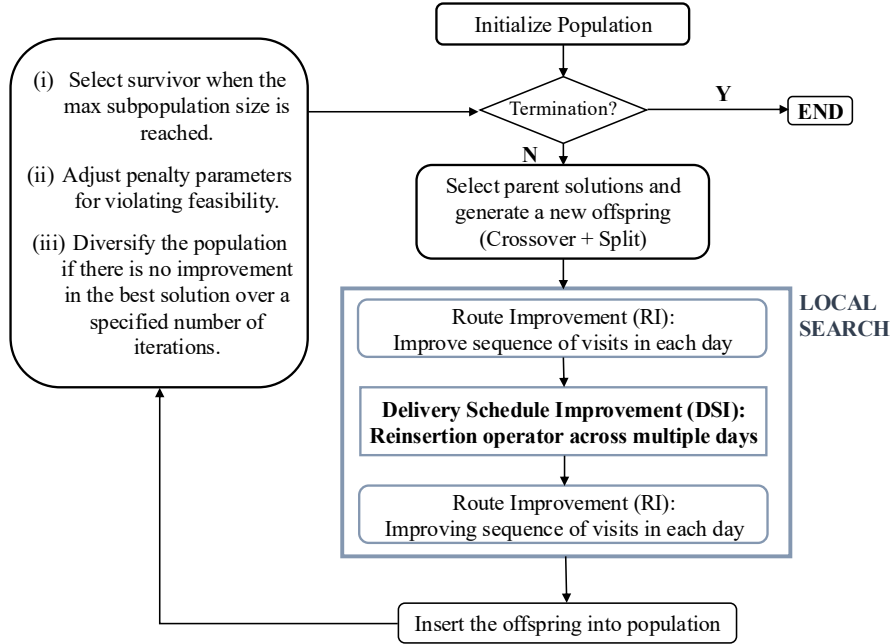 Initialize Population
Termination?
Y
END
N
Select parent solutions and
generate a new offspring
(Crossover + Split)
LOCAL
SEARCH
Route Improvement (RI):
Improve sequence of visits in each day
Delivery Schedule Improvement (DSI):
Reinsertion operator across multiple days
Route Improvement (RI):
Improving sequence of visits in each day
Insert the offspring into population
(i) Select survivor when the
max subpopulation size is
reached.
(ii) Adjust penalty parameters
for violating feasibility.
(iii) Diversify the population
if there is no improvement
in the best solution over a
specified number of
iterations.